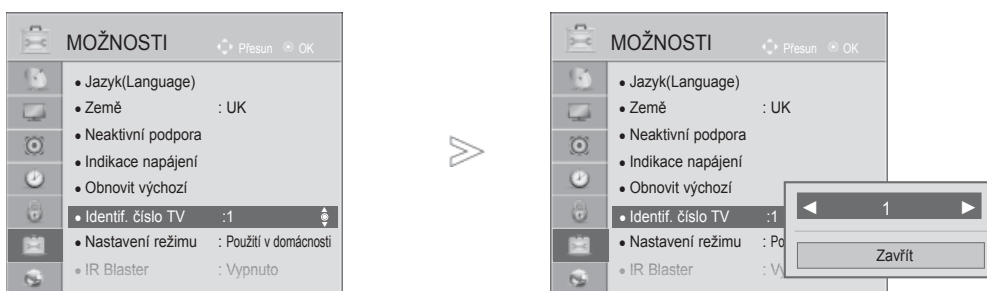 MOŽNOSTI Přesun OK
• Jazyk(Language)
• Země : UK
• Neaktivní podpora
• Indikace napájení
• Obnovit výchozí
• Identif. číslo TV :1
• Nastavení režimu : Použití v domácnosti
• IR Blaster : Vypnuto
MOŽNOSTI Přesun OK
• Jazyk(Language)
• Země : UK
• Neaktivní podpora
• Indikace napájení
• Obnovit výchozí
• Identif. číslo TV :1
• Nastavení režimu : Po
• IR Blaster : Vy
◄ 1 ►
Zavřít